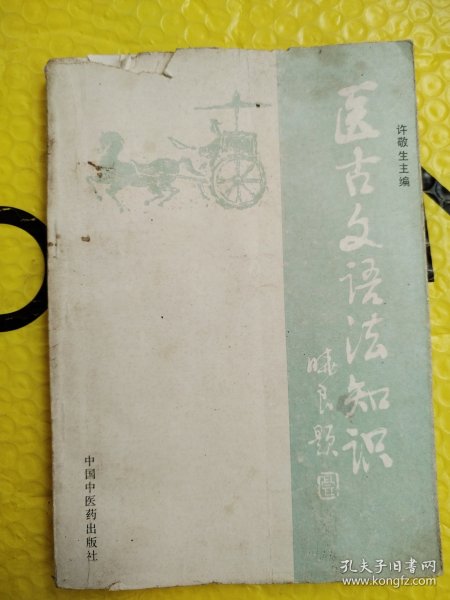 医古文语法知识
许敬生主编
晓良题
中国中医药出版社
孔夫子旧书网
www.kongfz.com